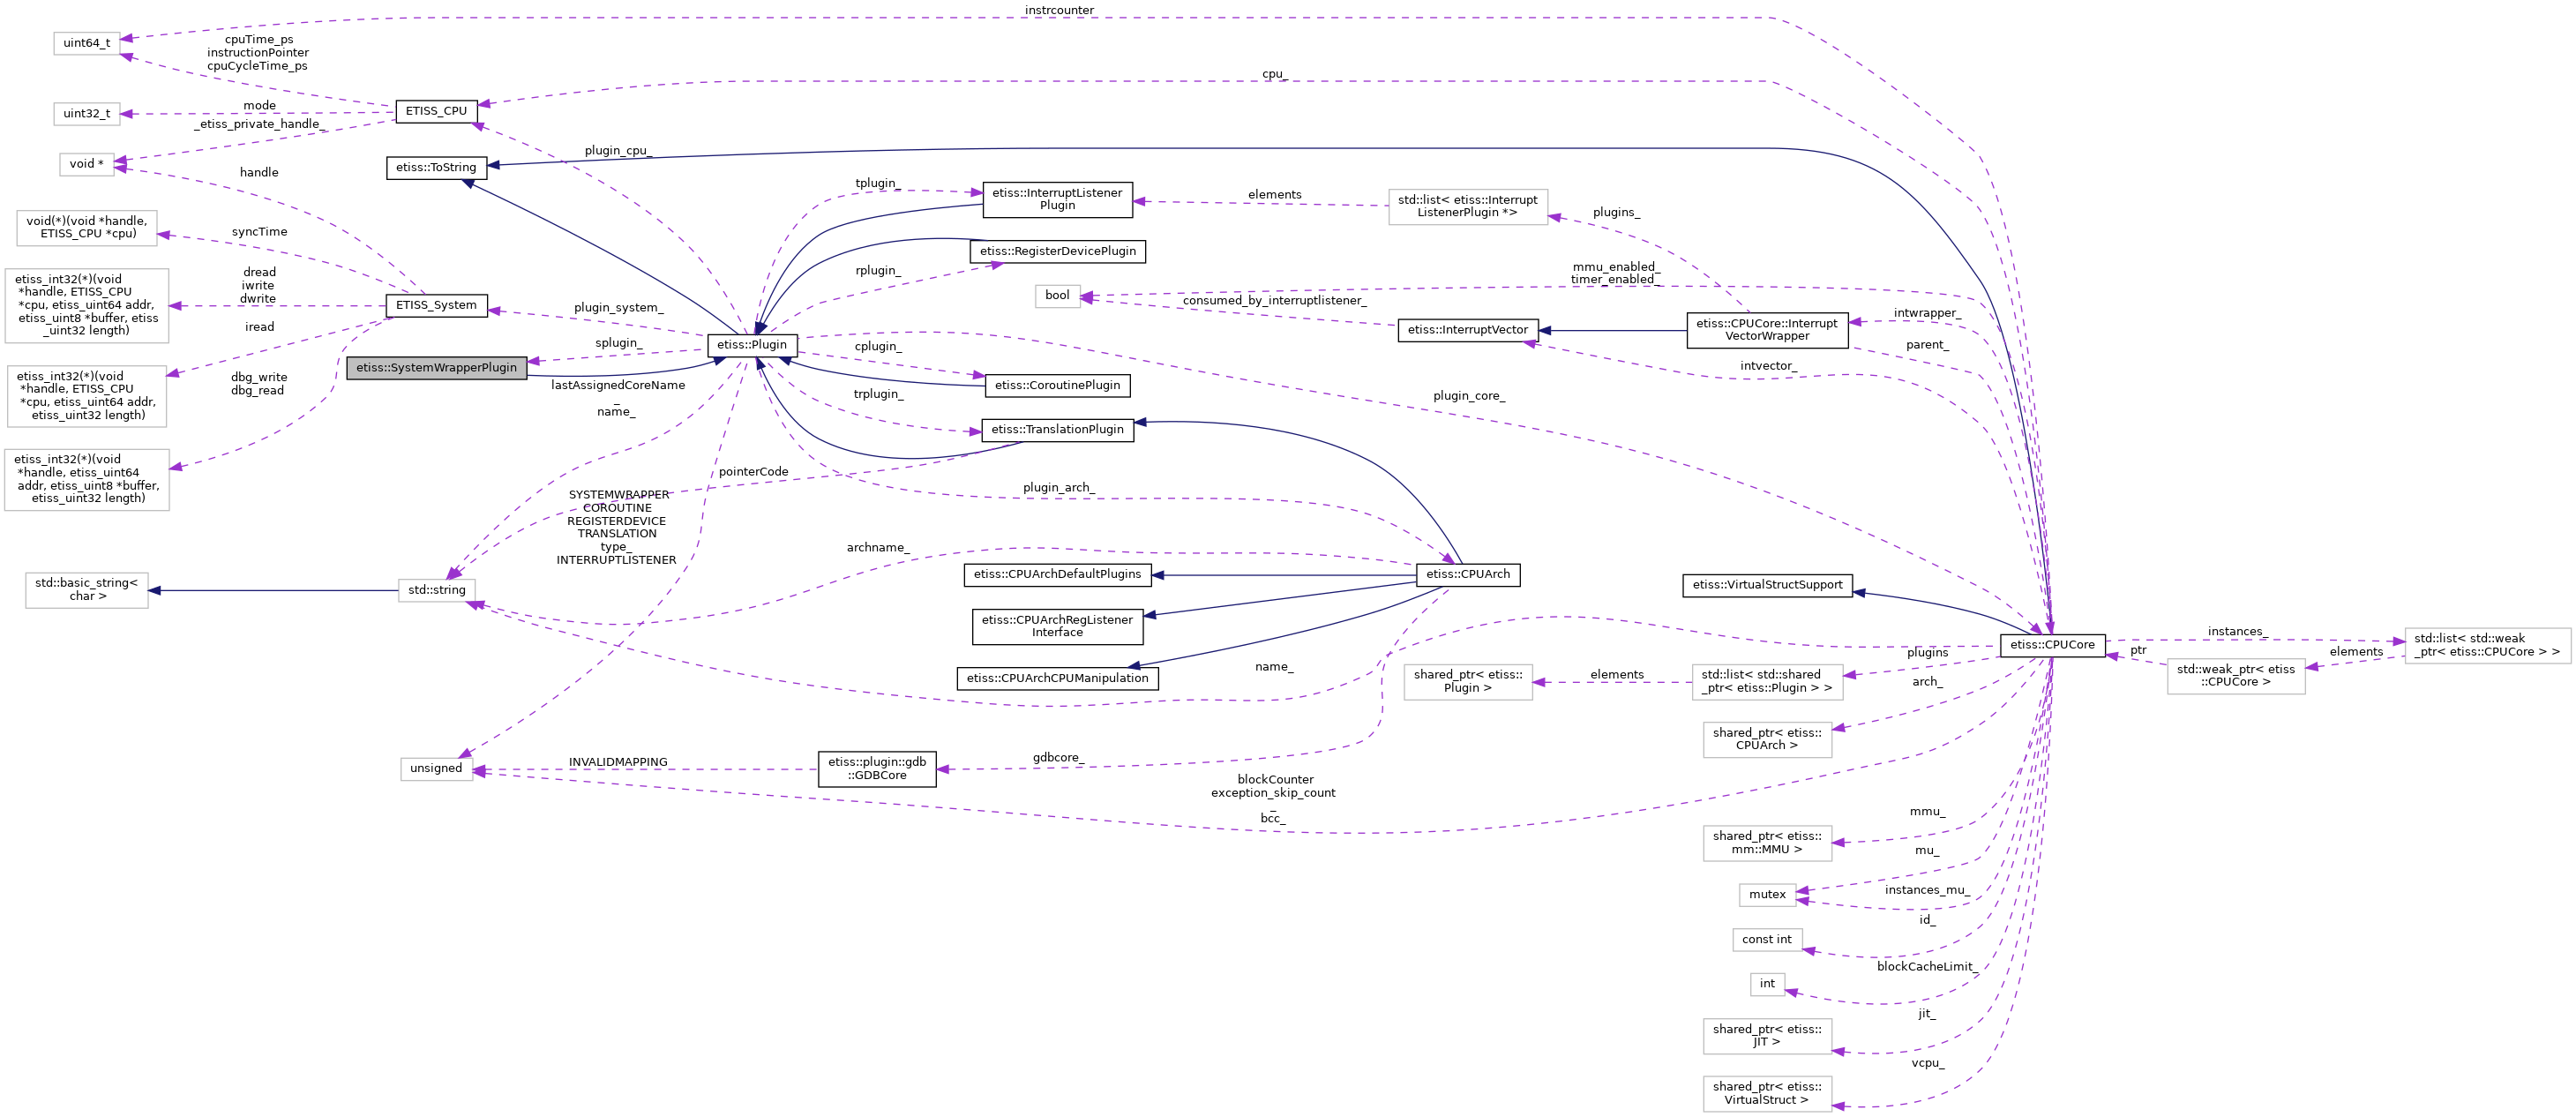 instrcounter
uint64_t
cpuTime_ps
instructionPointer
cpuCycleTime_ps
cpu_
ETISS_CPU
mode
uint32_t
_etiss_private_handle_
void *
plugin_cpu_
etiss::ToString
handle
tplugin_
etiss::InterruptListener
Plugin
elements
std::list< etiss::Interrupt
ListenerPlugin *>
plugins_
void(*)(void *handle,
ETISS_CPU *cpu)
syncTime
etiss::RegisterDevicePlugin
rplugin_
etiss_int32(*)(void
*handle, ETISS_CPU
*cpu, etiss_uint64 addr,
etiss_uint8 *buffer, etiss
_uint32 length)
dread
iwrite
dwrite
mmu_enabled_
timer_enabled_
bool
consumed_by_interruptlistener_
ETISS_System
plugin_system_
iread
etiss::InterruptVector
etiss::CPUCore::Interrupt
VectorWrapper
intwrapper_
parent_
etiss::Plugin
splugin_
cplugin_
etiss::SystemWrapperPlugin
intvector_
etiss_int32(*)(void
*handle, ETISS_CPU
*cpu, etiss_uint64 addr,
etiss_uint32 length)
dbg_write
dbg_read
lastAssignedCoreName
_
name_
etiss::CoroutinePlugin
trplugin_
plugin_core_
etiss::TranslationPlugin
etiss_int32(*)(void
*handle, etiss_uint64
addr, etiss_uint8 *buffer,
etiss_uint32 length)
pointerCode
plugin_arch_
SYSTEMWRAPPER
COROUTINE
REGISTERDEVICE
TRANSLATION
type_
INTERRUPTLISTENER
archname_
std::basic_string<
char >
std::string
etiss::CPUArchDefaultPlugins
etiss::CPUArch
etiss::VirtualStructSupport
etiss::CPUArchRegListener
Interface
etiss::CPUArchCPUManipulation
name_
etiss::CPUCore
instances_
std::list< std::weak
_ptr< etiss::CPUCore > >
ptr
elements
std::weak_ptr< etiss
::CPUCore >
plugins
shared_ptr< etiss::
Plugin >
elements
std::list< std::shared
_ptr< etiss::Plugin > >
arch_
shared_ptr< etiss::
CPUArch >
unsigned
INVALIDMAPPING
etiss::plugin::gdb
::GDBCore
gdbcore_
blockCounter
exception_skip_count
_
bcc_
mmu_
shared_ptr< etiss::
mm::MMU >
mu_
mutex
instances_mu_
id_
const int
blockCacheLimit_
int
jit_
shared_ptr< etiss::
JIT >
vcpu_
shared_ptr< etiss::
VirtualStruct >